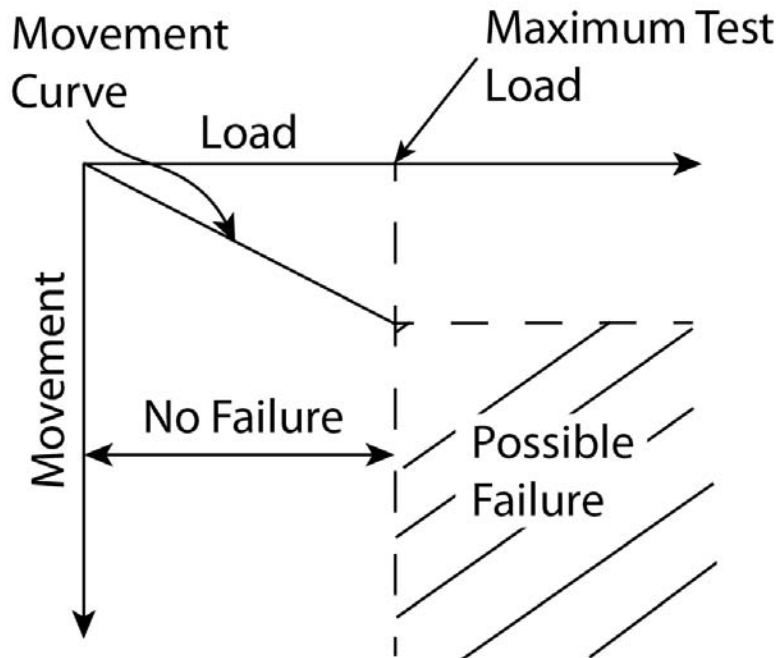 Movement
Curve
Maximum Test
Load
Load
Movement
No Failure
Possible
Failure